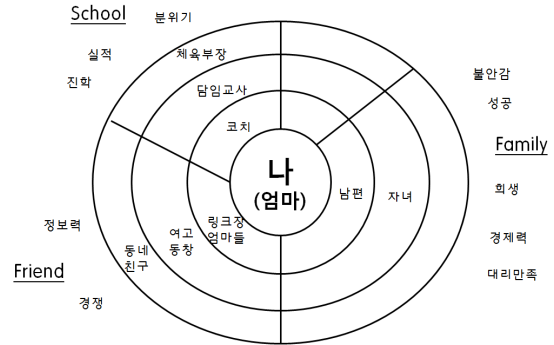 School
분위기
실적
진학
체육부장
담임교사
코치
불안감
성공
Family
희생
경제력
대리만족
나
(엄마)
남편
자녀
링크장
엄마들
여고
동창
동네
친구
정보력
Friend
경쟁